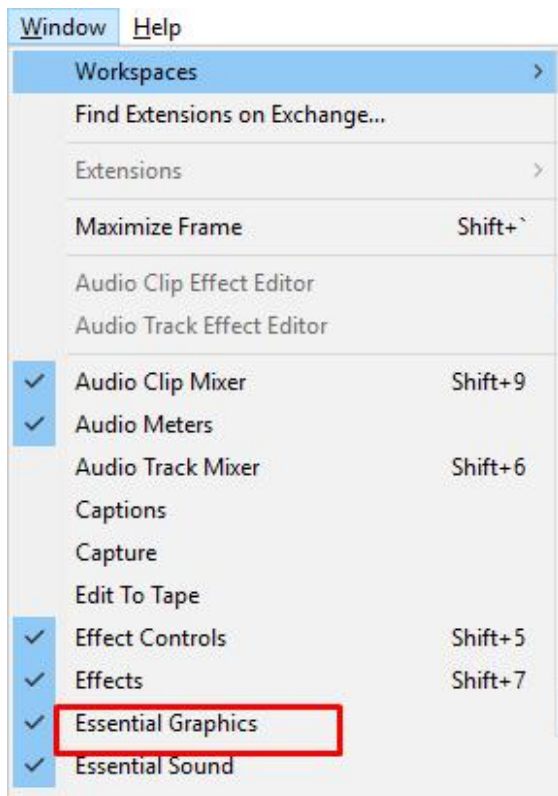 Window Help
Workspaces >
Find Extensions on Exchange...
Extensions >
Maximize Frame Shift+`
Audio Clip Effect Editor
Audio Track Effect Editor
Audio Clip Mixer Shift+9
Audio Meters
Audio Track Mixer Shift+6
Captions
Capture
Edit To Tape
Effect Controls Shift+5
Effects Shift+7
Essential Graphics
Essential Sound